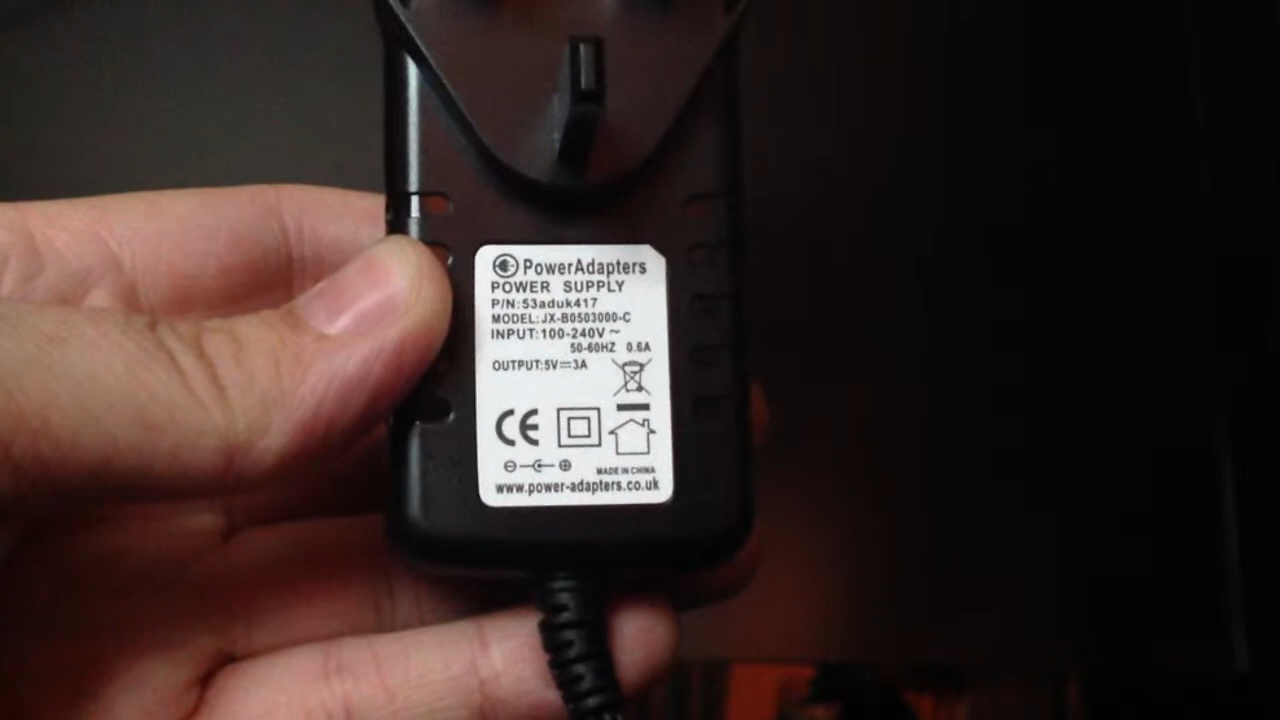 PowerAdapters
POWER SUPPLY
P/N:53aduk417
MODEL:JX-B0503000-C
INPUT:100-240V ~
50-60HZ 0.6A
OUTPUT:5V⎓3A
CE
MADE IN CHINA
www.power-adapters.co.uk